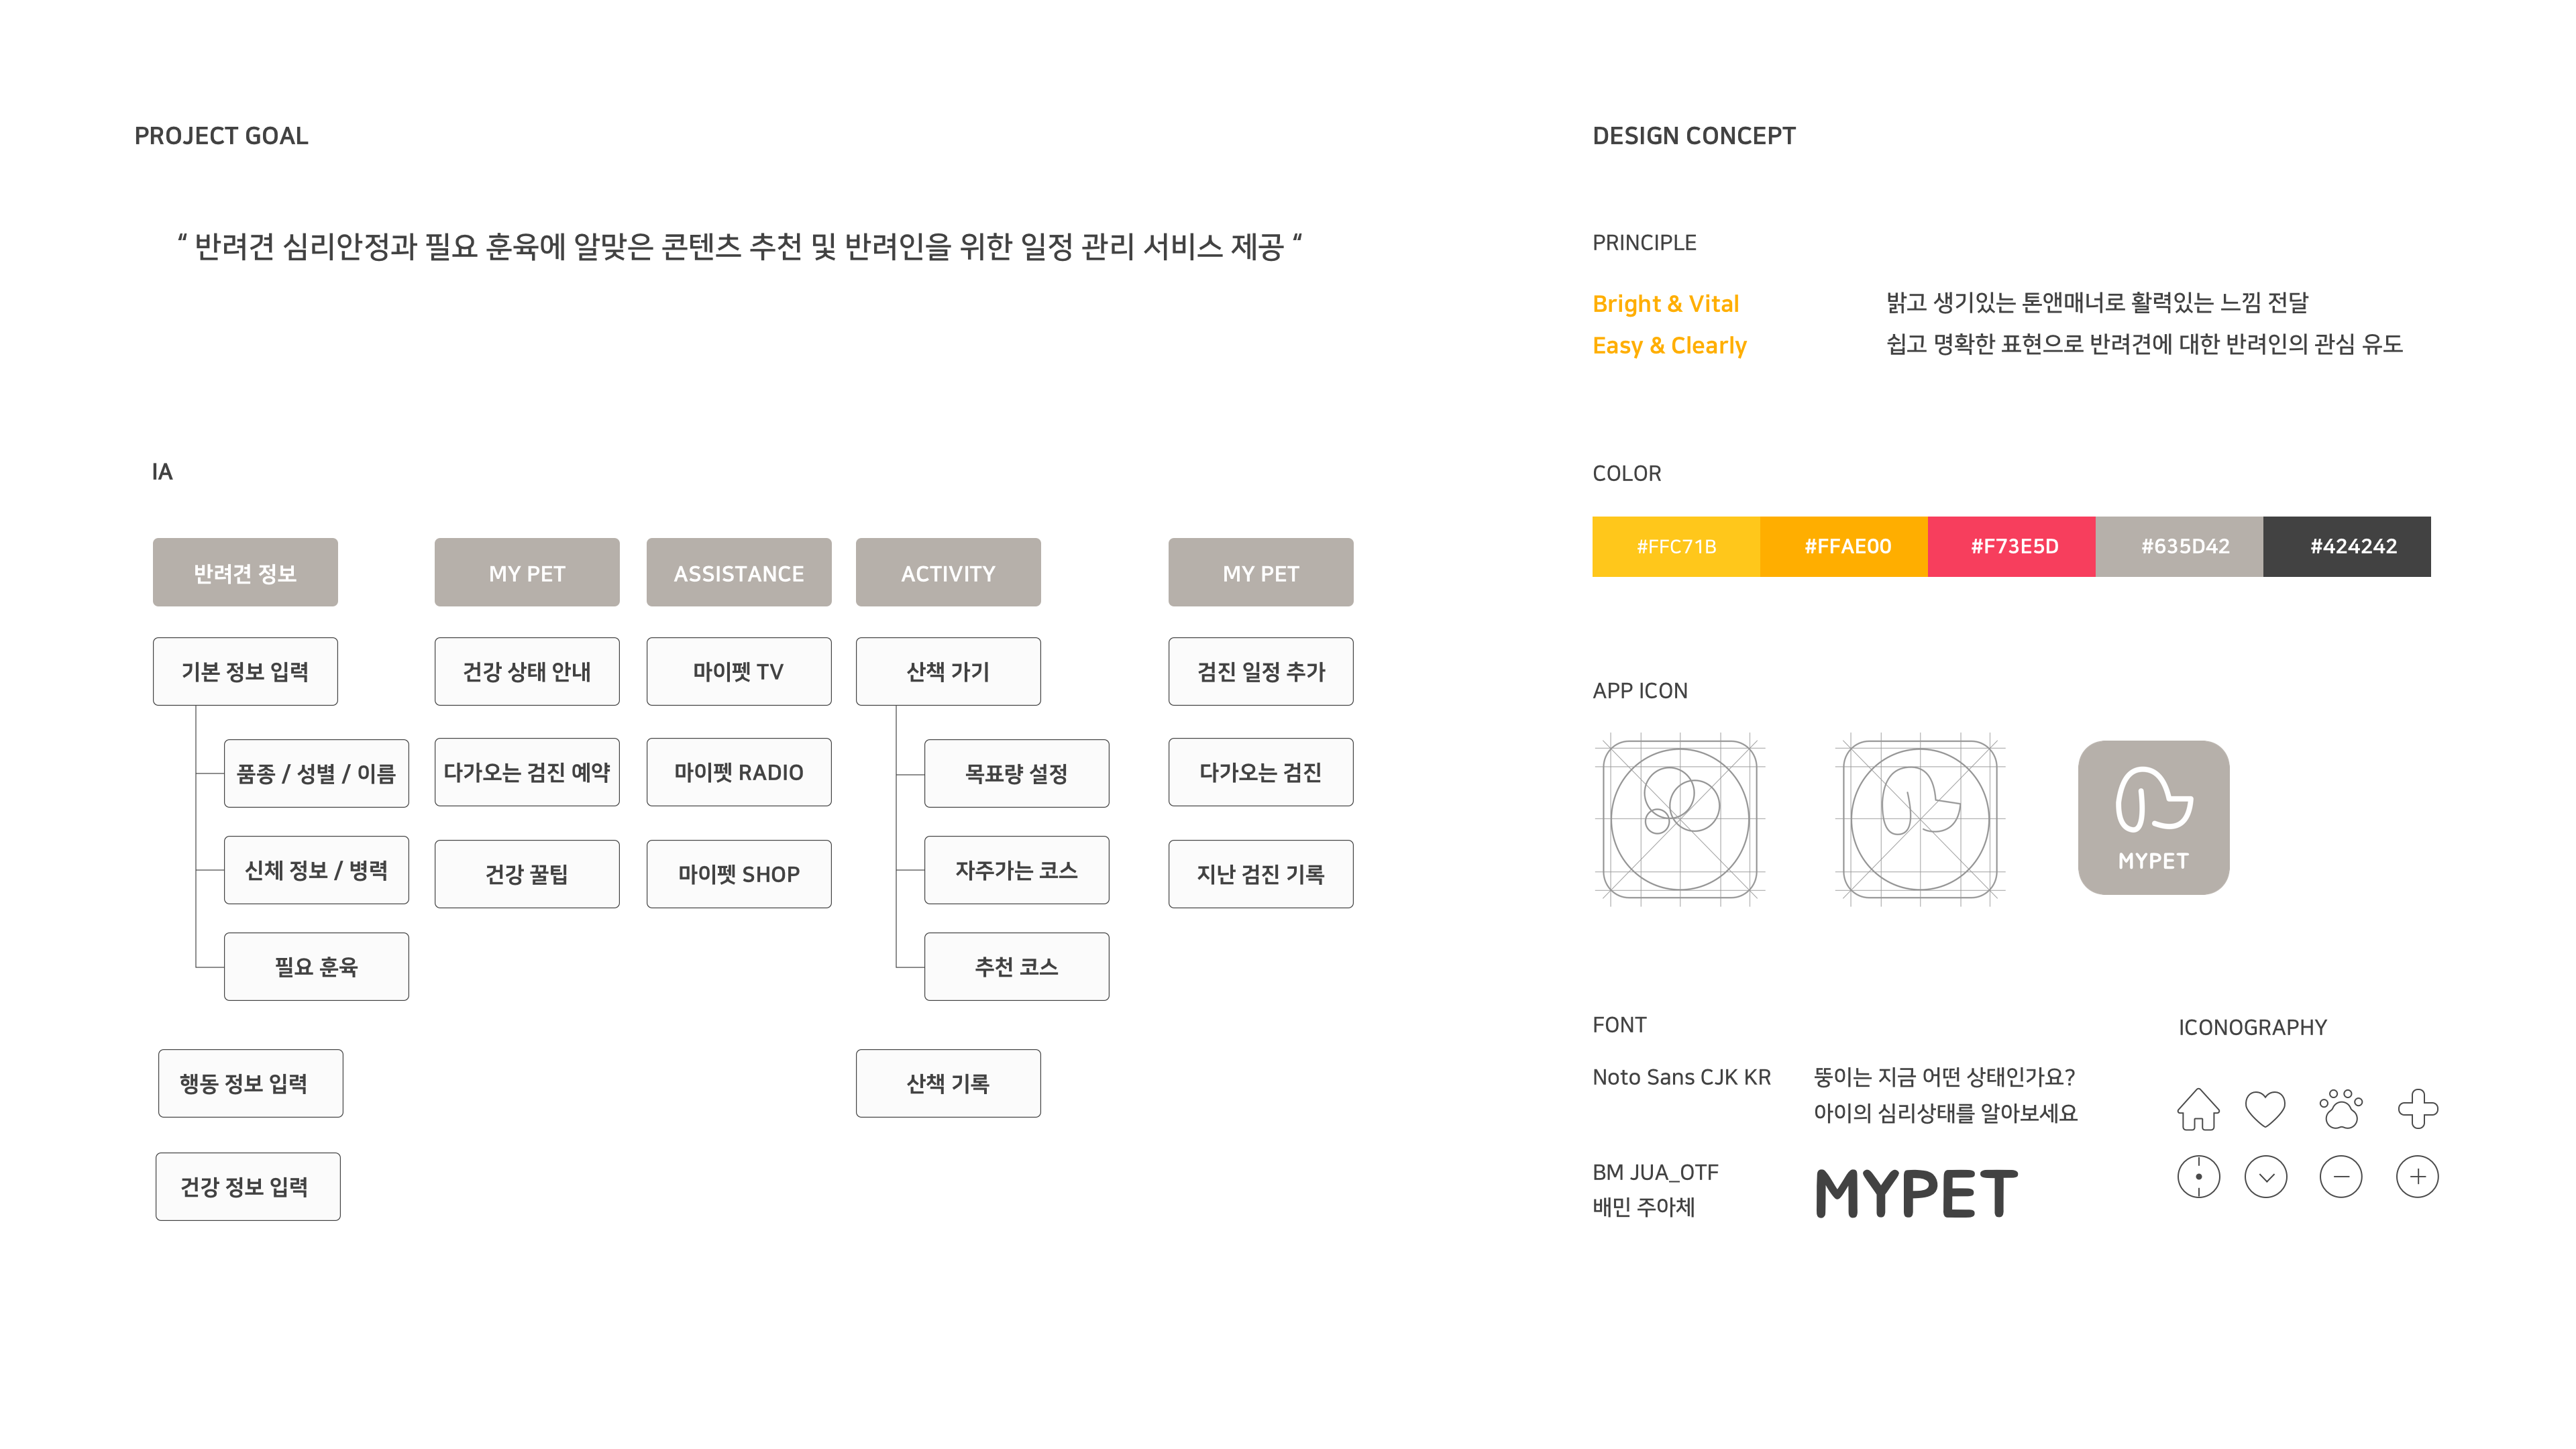 PROJECT GOAL
“ 반려견 심리안정과 필요 훈육에 알맞은 콘텐츠 추천 및 반려인을 위한 일정 관리 서비스 제공 “
IA
반려견 정보
기본 정보 입력
품종 / 성별 / 이름
신체 정보 / 병력
필요 훈육
행동 정보 입력
건강 정보 입력
MY PET
건강 상태 안내
다가오는 검진 예약
건강 꿀팁
ASSISTANCE
마이펫 TV
마이펫 RADIO
마이펫 SHOP
ACTIVITY
산책 가기
목표량 설정
자주가는 코스
추천 코스
산책 기록
MY PET
검진 일정 추가
다가오는 검진
지난 검진 기록
DESIGN CONCEPT
PRINCIPLE
Bright & Vital 밝고 생기있는 톤앤매너로 활력있는 느낌 전달
Easy & Clearly 쉽고 명확한 표현으로 반려견에 대한 반려인의 관심 유도
COLOR
#FFC71B #FFAE00 #F73E5D #635D42 #424242
APP ICON
MYPET
FONT
Noto Sans CJK KR
뚱이는 지금 어떤 상태인가요?
아이의 심리상태를 알아보세요
BM JUA_OTF
배민 주아체
MYPET
ICONOGRAPHY